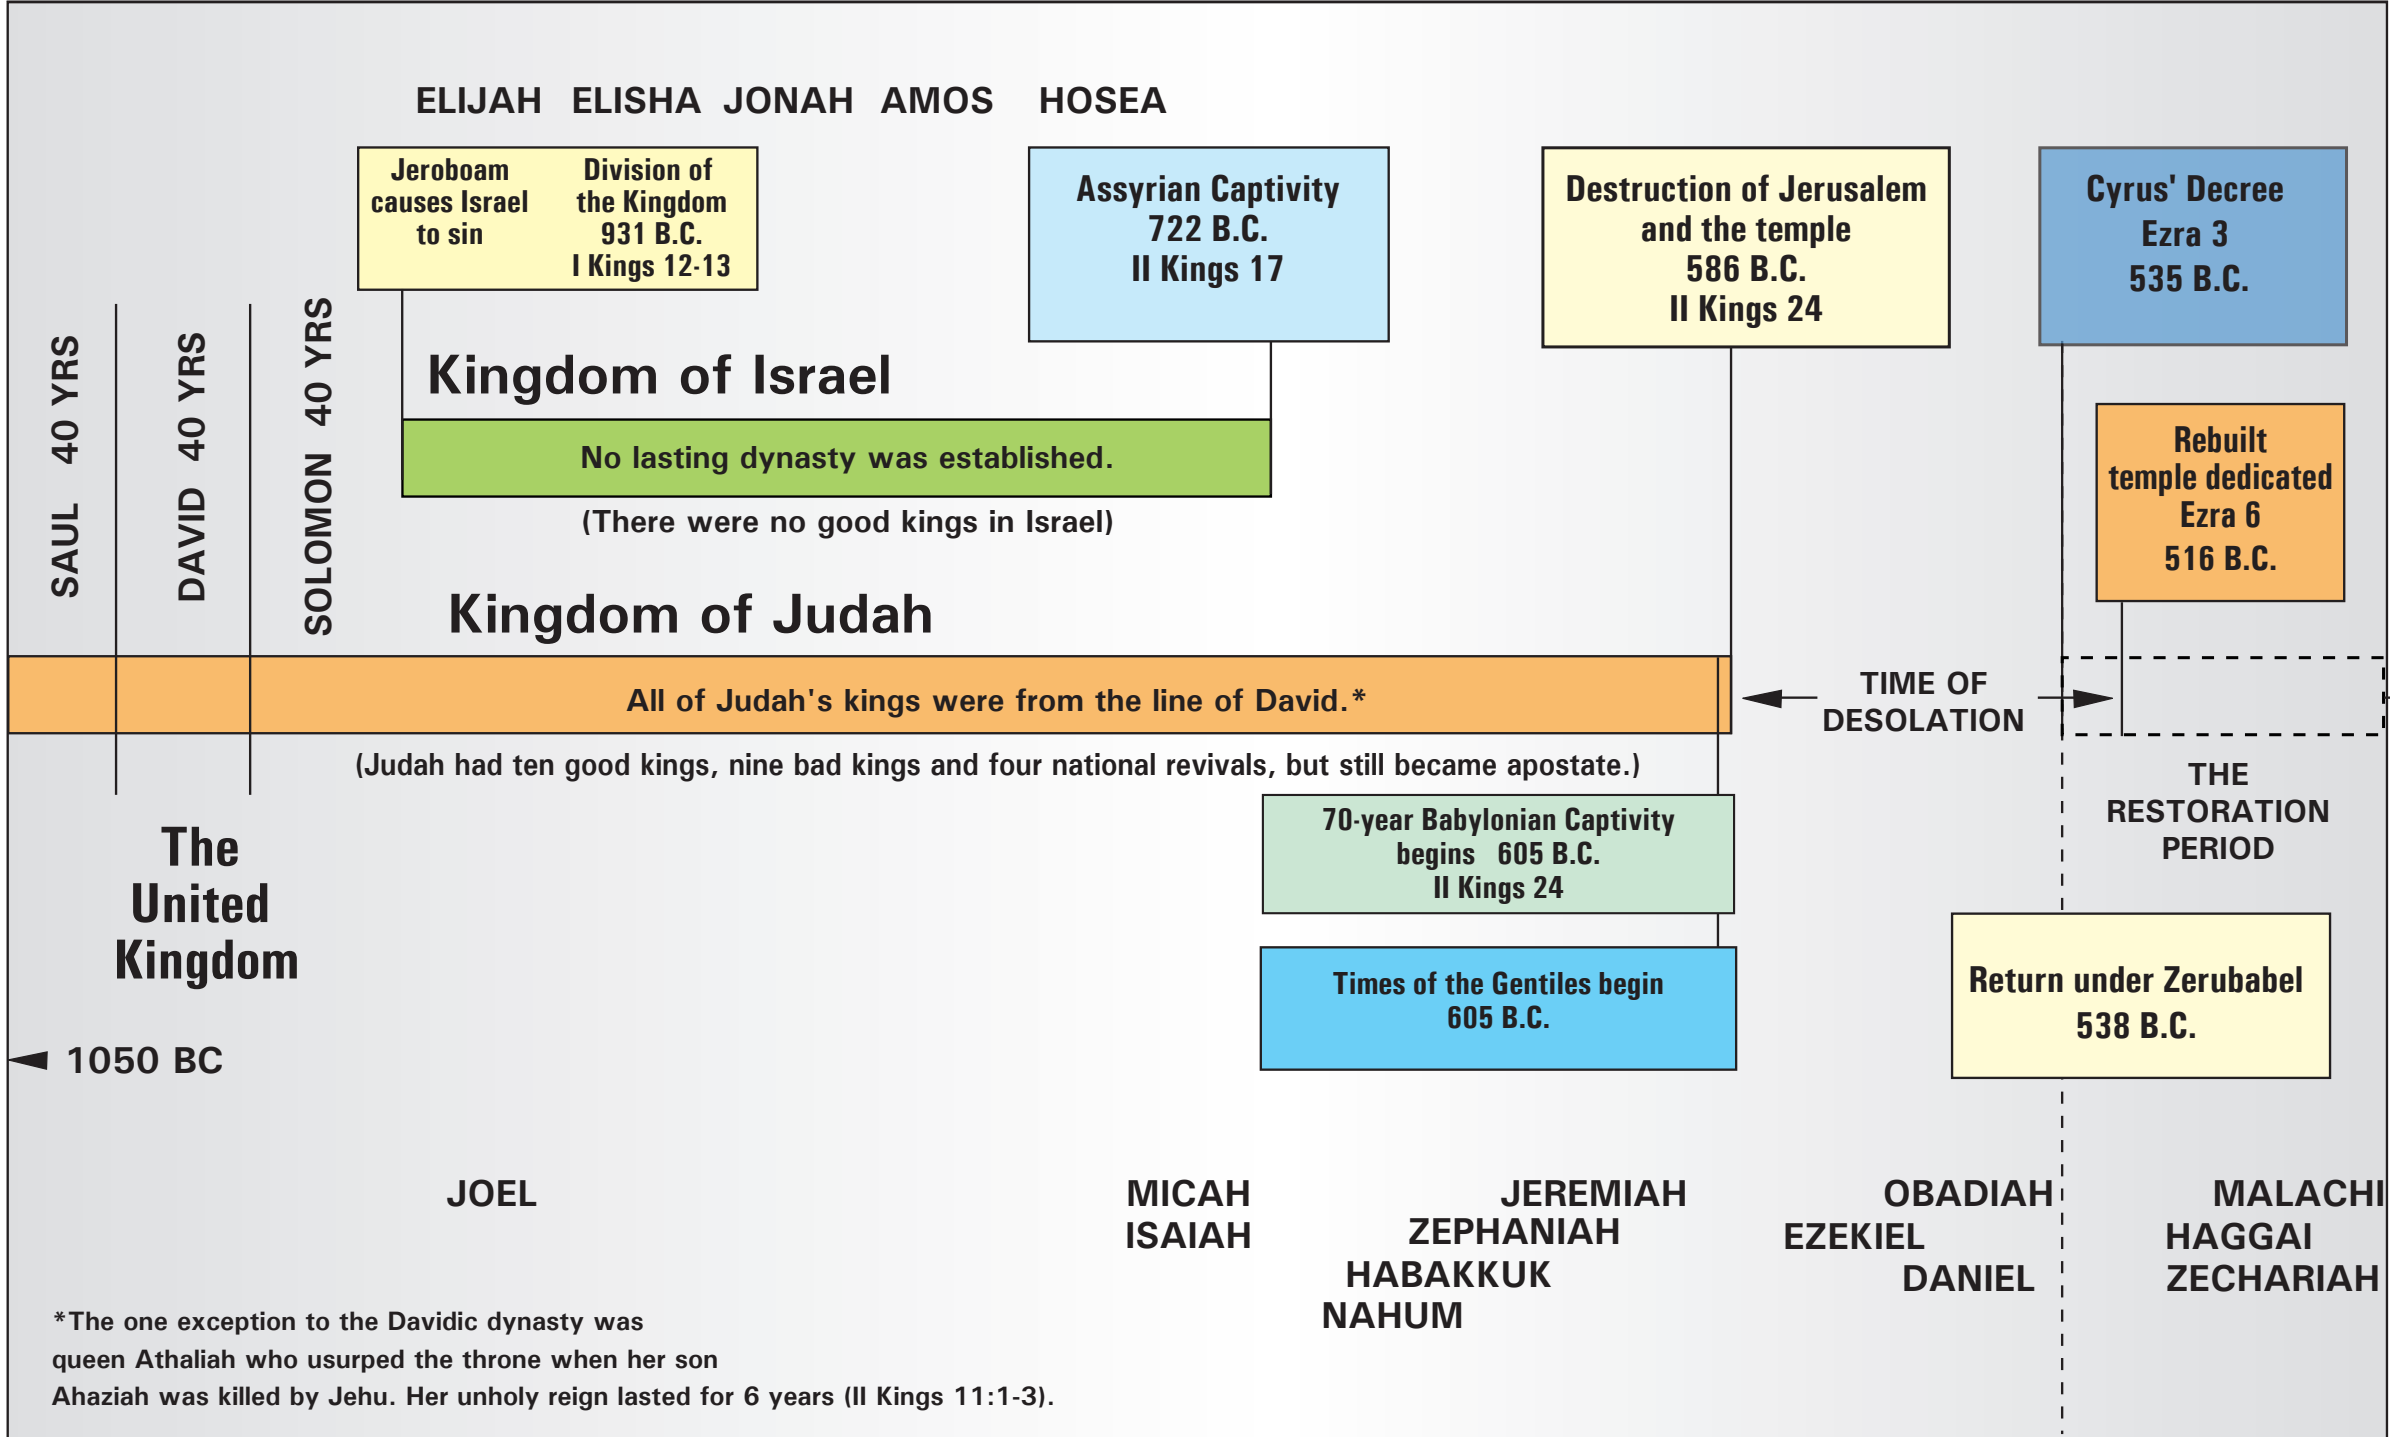 ELIJAH ELISHA JONAH AMOS HOSEA
Jeroboam
causes Israel
to sin
Division of
the Kingdom
931 B.C.
I Kings 12-13
Assyrian Captivity
722 B.C.
II Kings 17
Destruction of Jerusalem
and the temple
586 B.C.
II Kings 24
Cyrus' Decree
Ezra 3
535 B.C.
SAUL 40 YRS
DAVID 40 YRS
SOLOMON 40 YRS
Kingdom of Israel
No lasting dynasty was established.
(There were no good kings in Israel)
Rebuilt
temple dedicated
Ezra 6
516 B.C.
Kingdom of Judah
All of Judah's kings were from the line of David.*
TIME OF
DESOLATION
(Judah had ten good kings, nine bad kings and four national revivals, but still became apostate.)
THE
RESTORATION
PERIOD
The
United
Kingdom
70-year Babylonian Captivity
begins 605 B.C.
II Kings 24
Times of the Gentiles begin
605 B.C.
Return under Zerubabel
538 B.C.
1050 BC
JOEL
MICAH
ISAIAH
JEREMIAH
ZEPHANIAH
HABAKKUK
NAHUM
OBADIAH
EZEKIEL
DANIEL
MALACHI
HAGGAI
ZECHARIAH
*The one exception to the Davidic dynasty was
queen Athaliah who usurped the throne when her son
Ahaziah was killed by Jehu. Her unholy reign lasted for 6 years (II Kings 11:1-3).